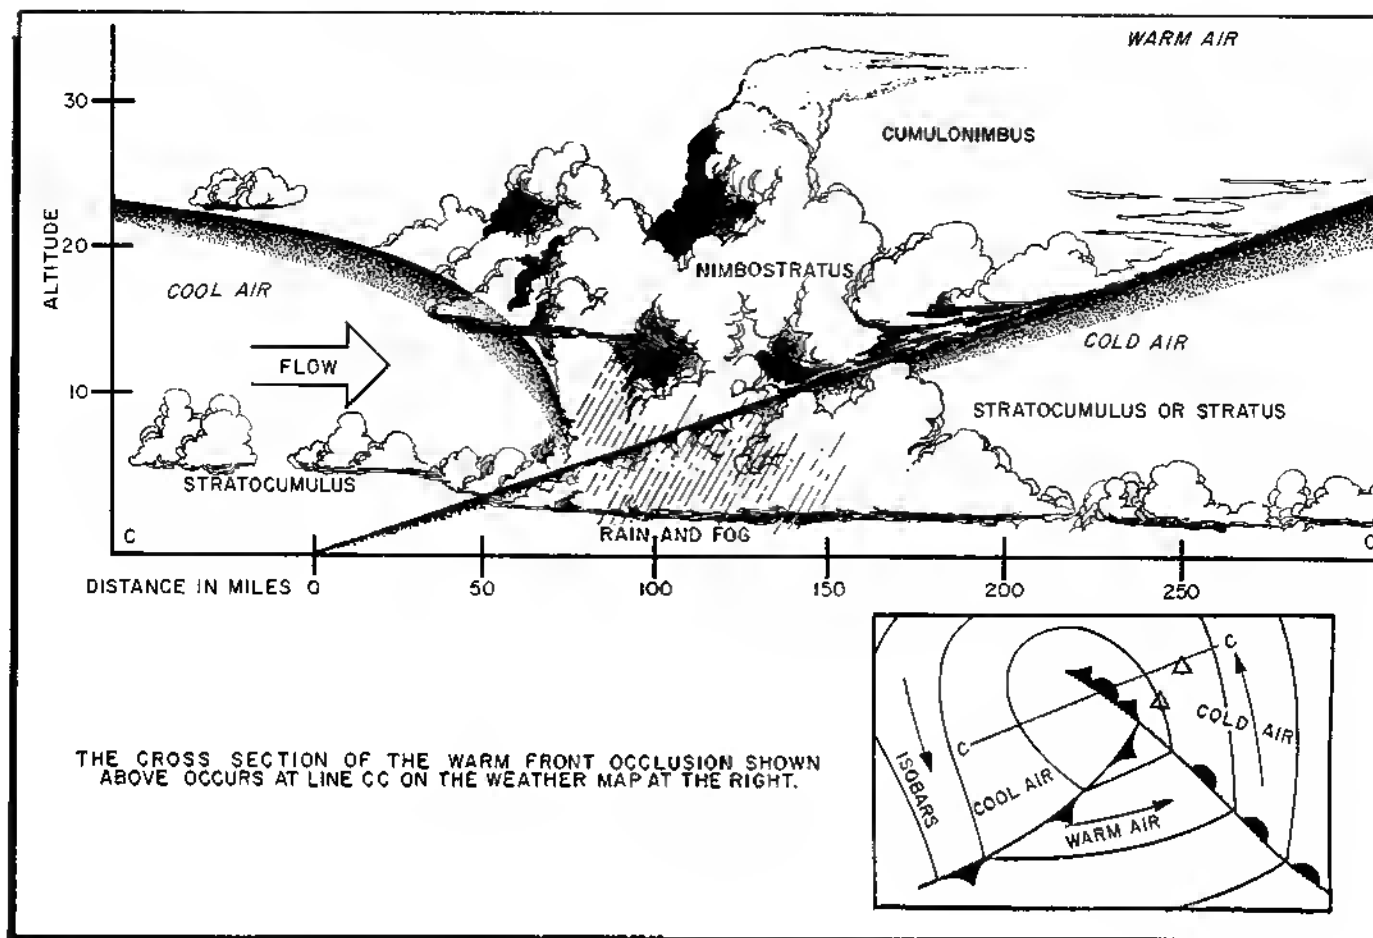 WARM AIR
30
CUMULONIMBUS
ALTITUDE
20
NIMBOSTRATUS
COOL AIR
COLD AIR
FLOW
10
STRATOCUMULUS OR STRATUS
STRATOCUMULUS
RAIN AND FOG
C
C
DISTANCE IN MILES 0 50 100 150 200 250
C
COLD AIR
C
ISOBARS
COOL AIR
WARM AIR
THE CROSS SECTION OF THE WARM FRONT OCCLUSION SHOWN
ABOVE OCCURS AT LINE CC ON THE WEATHER MAP AT THE RIGHT.